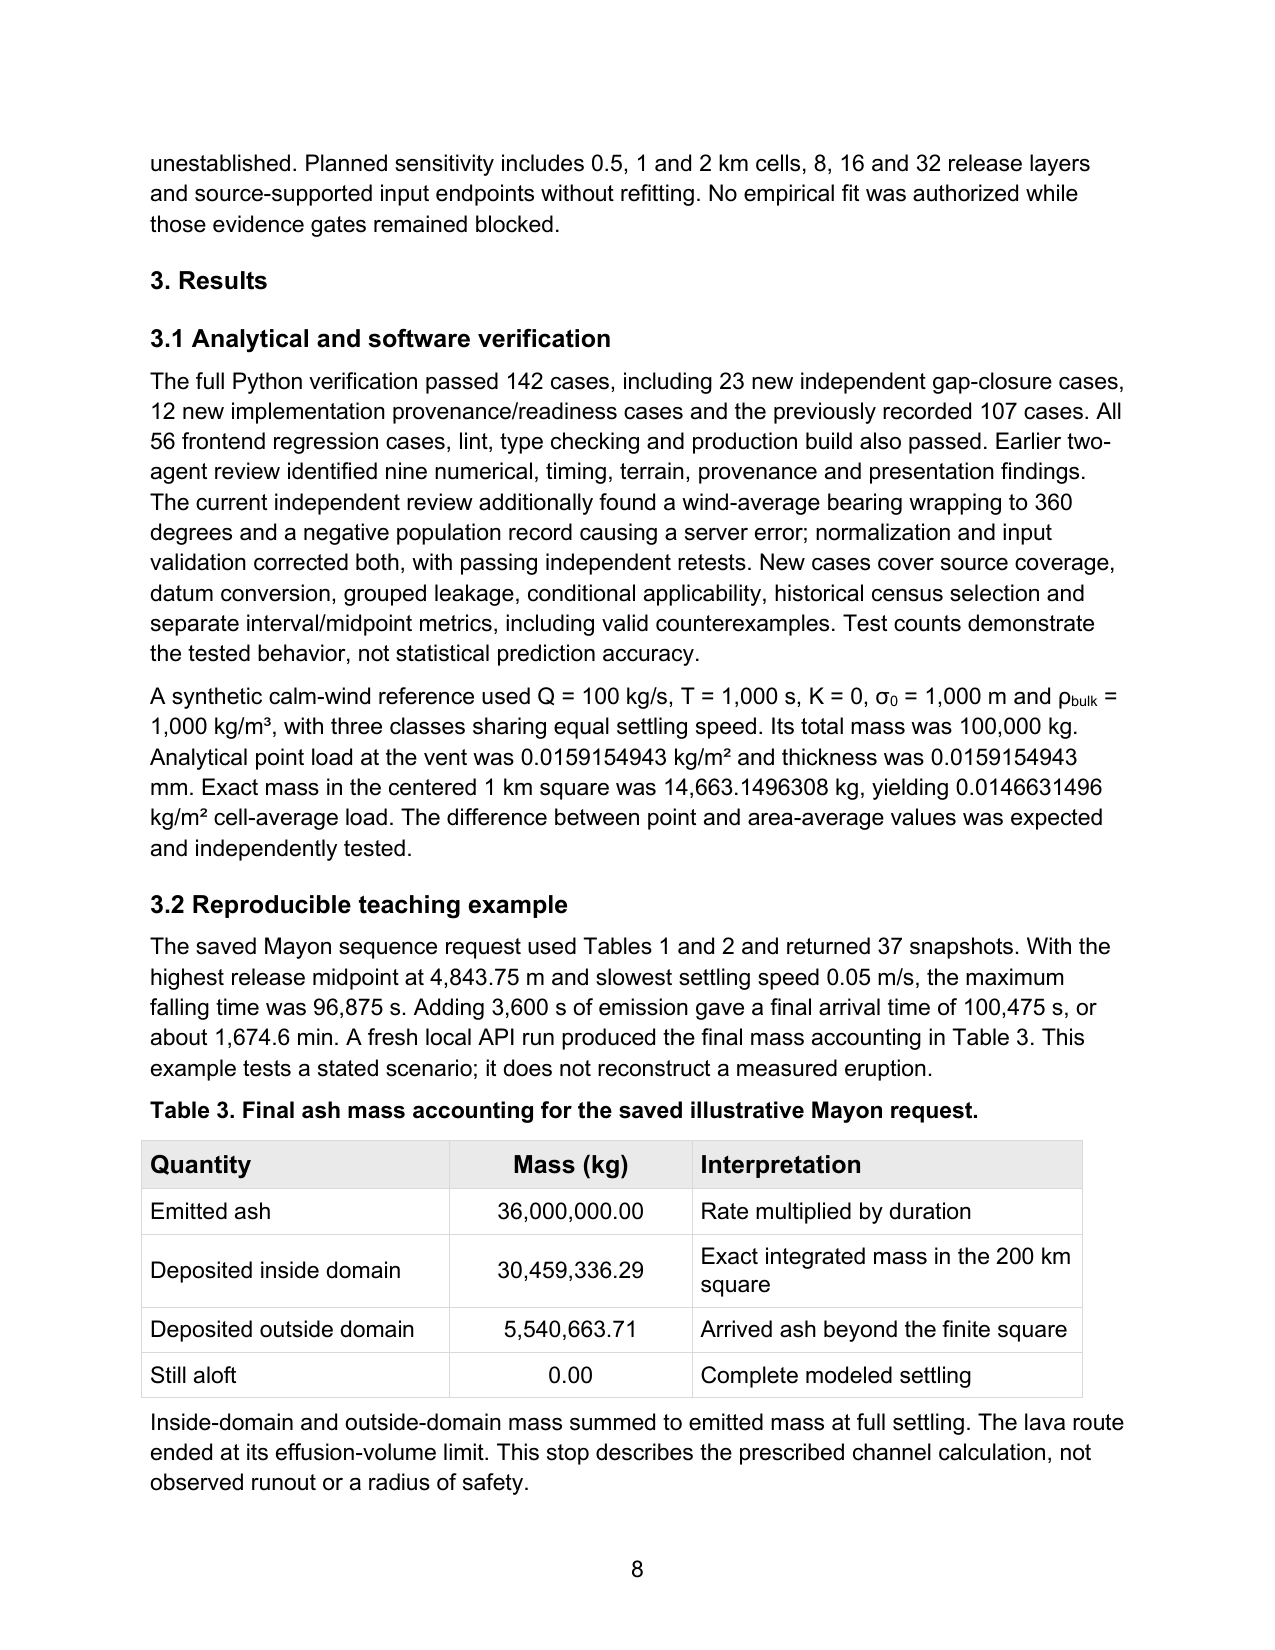 unestablished. Planned sensitivity includes 0.5, 1 and 2 km cells, 8, 16 and 32 release layers
and source-supported input endpoints without refitting. No empirical fit was authorized while
those evidence gates remained blocked.
3. Results
3.1 Analytical and software verification
The full Python verification passed 142 cases, including 23 new independent gap-closure cases,
12 new implementation provenance/readiness cases and the previously recorded 107 cases. All
56 frontend regression cases, lint, type checking and production build also passed. Earlier two-
agent review identified nine numerical, timing, terrain, provenance and presentation findings.
The current independent review additionally found a wind-average bearing wrapping to 360
degrees and a negative population record causing a server error; normalization and input
validation corrected both, with passing independent retests. New cases cover source coverage,
datum conversion, grouped leakage, conditional applicability, historical census selection and
separate interval/midpoint metrics, including valid counterexamples. Test counts demonstrate
the tested behavior, not statistical prediction accuracy.
A synthetic calm-wind reference used Q = 100 kg/s, T = 1,000 s, K = 0, σ₀ = 1,000 m and ρbulk =
1,000 kg/m³, with three classes sharing equal settling speed. Its total mass was 100,000 kg.
Analytical point load at the vent was 0.0159154943 kg/m² and thickness was 0.0159154943
mm. Exact mass in the centered 1 km square was 14,663.1496308 kg, yielding 0.0146631496
kg/m² cell-average load. The difference between point and area-average values was expected
and independently tested.
3.2 Reproducible teaching example
The saved Mayon sequence request used Tables 1 and 2 and returned 37 snapshots. With the
highest release midpoint at 4,843.75 m and slowest settling speed 0.05 m/s, the maximum
falling time was 96,875 s. Adding 3,600 s of emission gave a final arrival time of 100,475 s, or
about 1,674.6 min. A fresh local API run produced the final mass accounting in Table 3. This
example tests a stated scenario; it does not reconstruct a measured eruption.
Table 3. Final ash mass accounting for the saved illustrative Mayon request.
Quantity Mass (kg) Interpretation
Emitted ash 36,000,000.00 Rate multiplied by duration
Deposited inside domain 30,459,336.29 Exact integrated mass in the 200 km
square
Deposited outside domain 5,540,663.71 Arrived ash beyond the finite square
Still aloft 0.00 Complete modeled settling
Inside-domain and outside-domain mass summed to emitted mass at full settling. The lava route
ended at its effusion-volume limit. This stop describes the prescribed channel calculation, not
observed runout or a radius of safety.
8